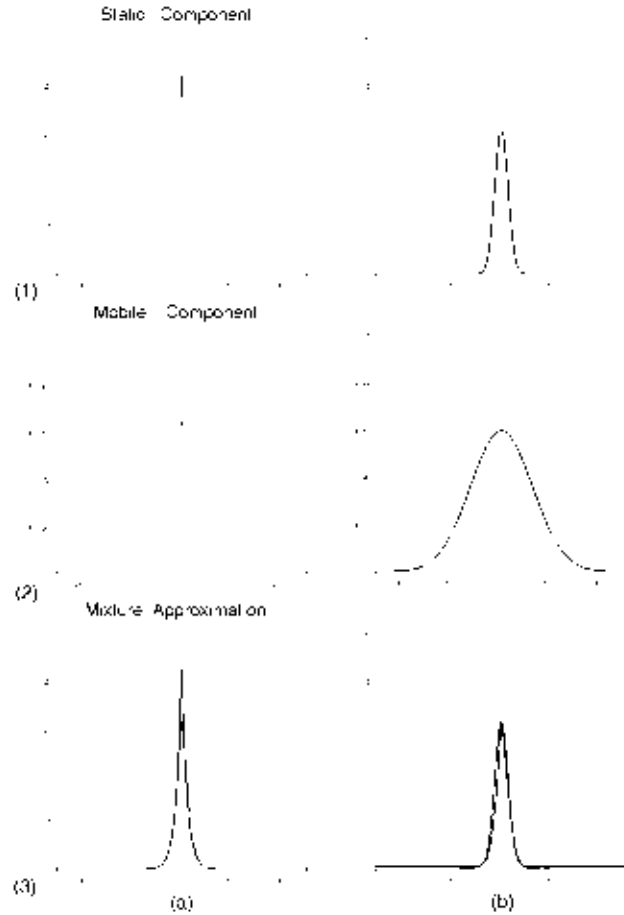 Static Component
(1)
Mobile Component
(2)
Mixture Approximation
(3)
(a)
(b)